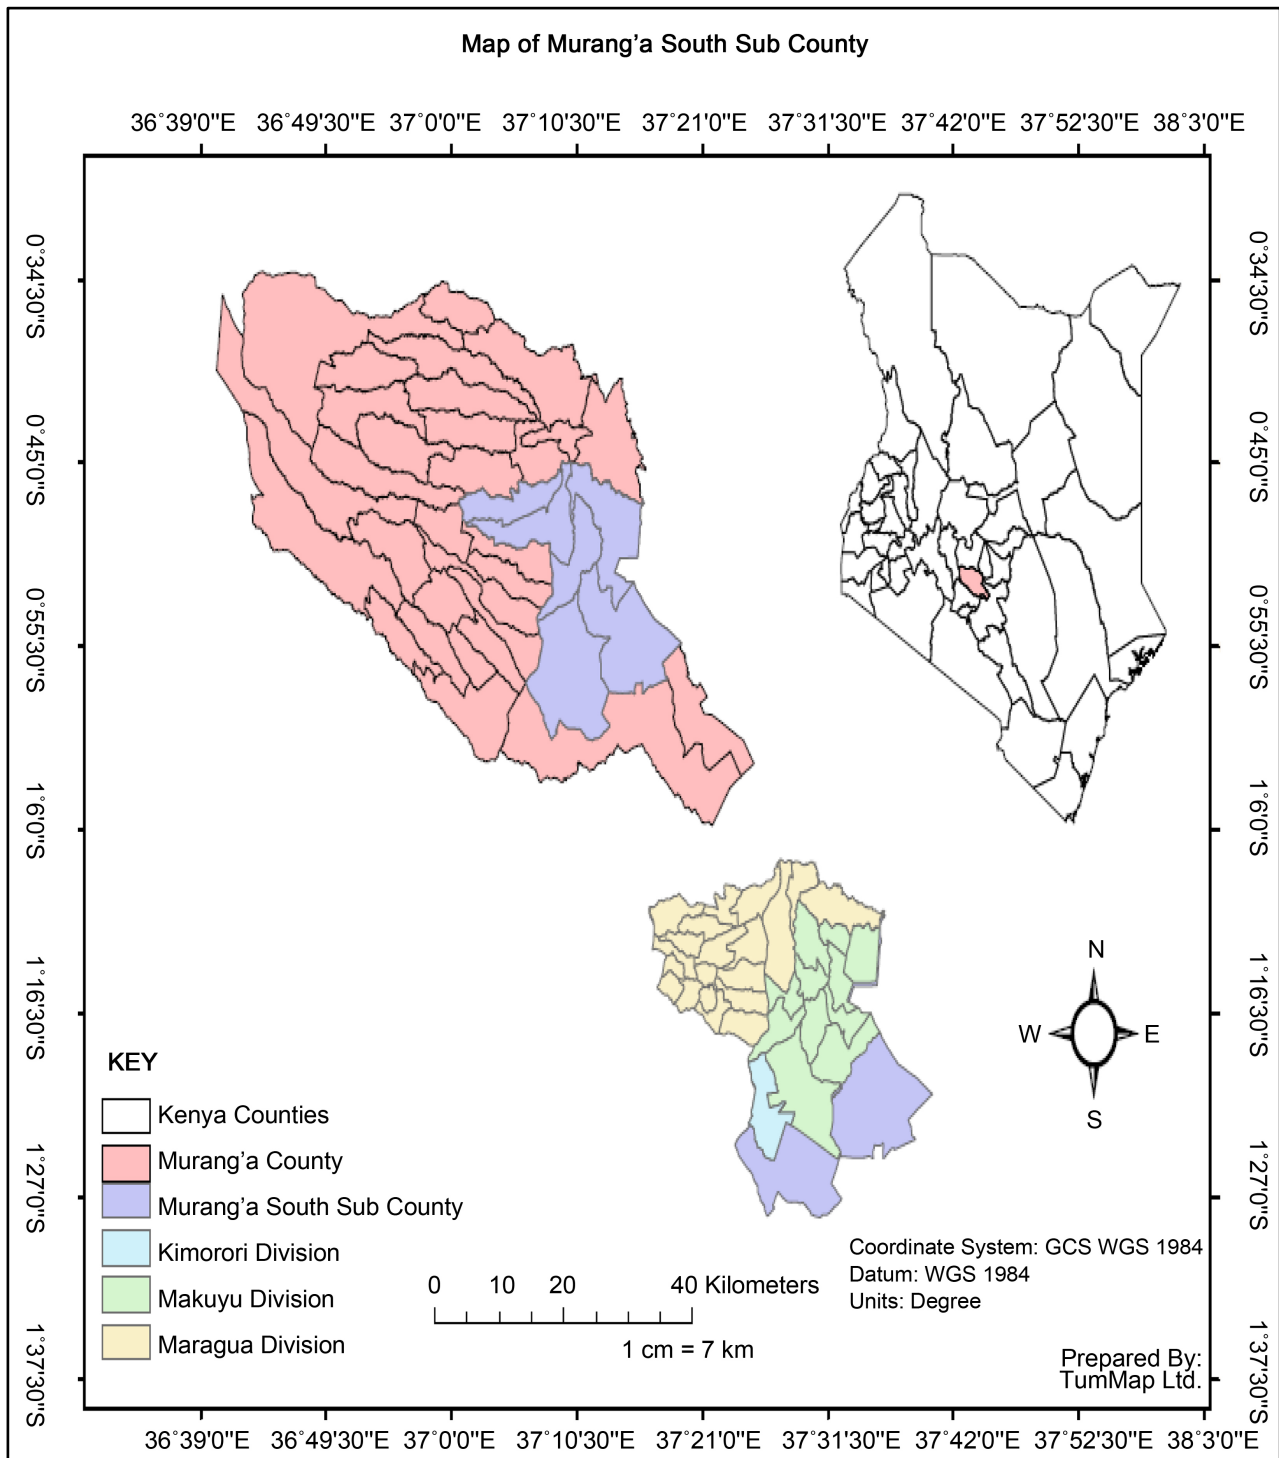 Map of Murang’a South Sub County
36˚39'0"E 36˚49'30"E 37˚0'0"E 37˚10'30"E 37˚21'0"E 37˚31'30"E 37˚42'0"E 37˚52'30"E 38˚3'0"E
0˚34'30"S
0˚45'0"S
0˚55'30"S
1˚6'0"S
1˚16'30"S
1˚27'0"S
1˚37'30"S
0˚34'30"S
0˚45'0"S
0˚55'30"S
1˚6'0"S
1˚16'30"S
1˚27'0"S
1˚37'30"S
N
W E
S
KEY
Kenya Counties
Murang’a County
Murang’a South Sub County
Kimorori Division
Makuyu Division
Maragua Division
0 10 20 40 Kilometers
1 cm = 7 km
Coordinate System: GCS WGS 1984
Datum: WGS 1984
Units: Degree
Prepared By:
TumMap Ltd.
36˚39'0"E 36˚49'30"E 37˚0'0"E 37˚10'30"E 37˚21'0"E 37˚31'30"E 37˚42'0"E 37˚52'30"E 38˚3'0"E